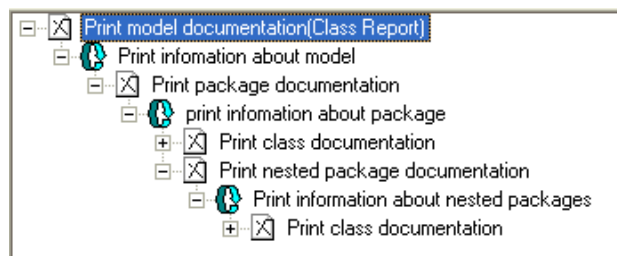 Print model documentation(Class Report)
Print infomation about model
Print package documentation
print infomation about package
Print class documentation
Print nested package documentation
Print information about nested packages
Print class documentation